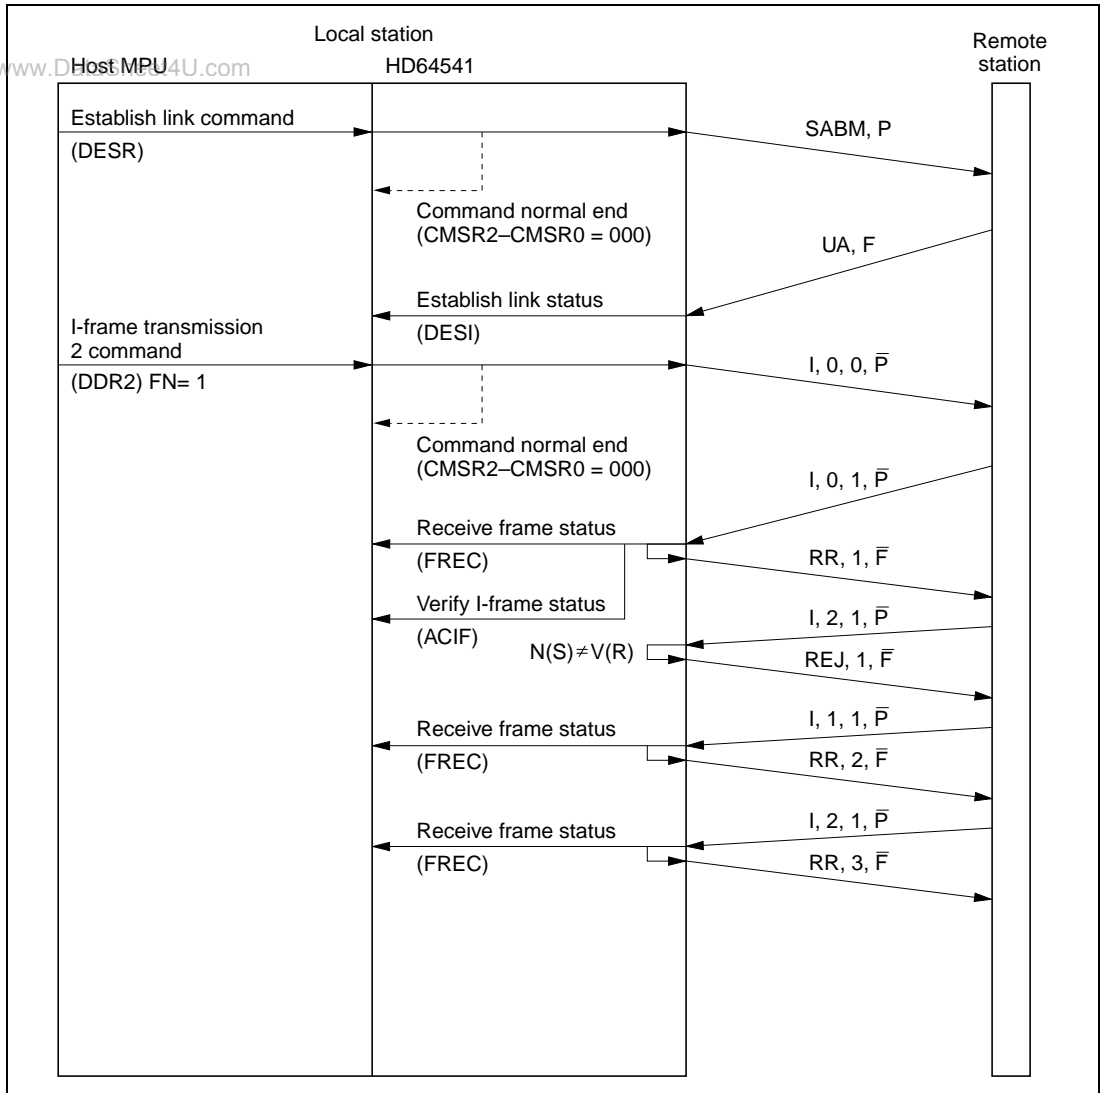 Local station
Remote
station
www.DataSheet4U.com
Host MPU
HD64541
Establish link command
(DESR)
SABM, P
Command normal end
(CMSR2–CMSR0 = 000)
UA, F
Establish link status
(DESI)
I-frame transmission
2 command
(DDR2) FN= 1
I, 0, 0, P̅
Command normal end
(CMSR2–CMSR0 = 000)
I, 0, 1, P̅
Receive frame status
(FREC)
RR, 1, F̅
Verify I-frame status
(ACIF)
I, 2, 1, P̅
N(S)≠V(R)
REJ, 1, F̅
Receive frame status
(FREC)
I, 1, 1, P̅
RR, 2, F̅
Receive frame status
(FREC)
I, 2, 1, P̅
RR, 3, F̅